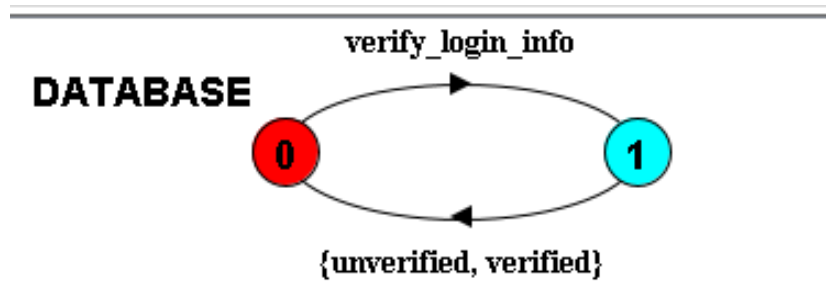 verify_login_info
DATABASE
0
1
{unverified, verified}